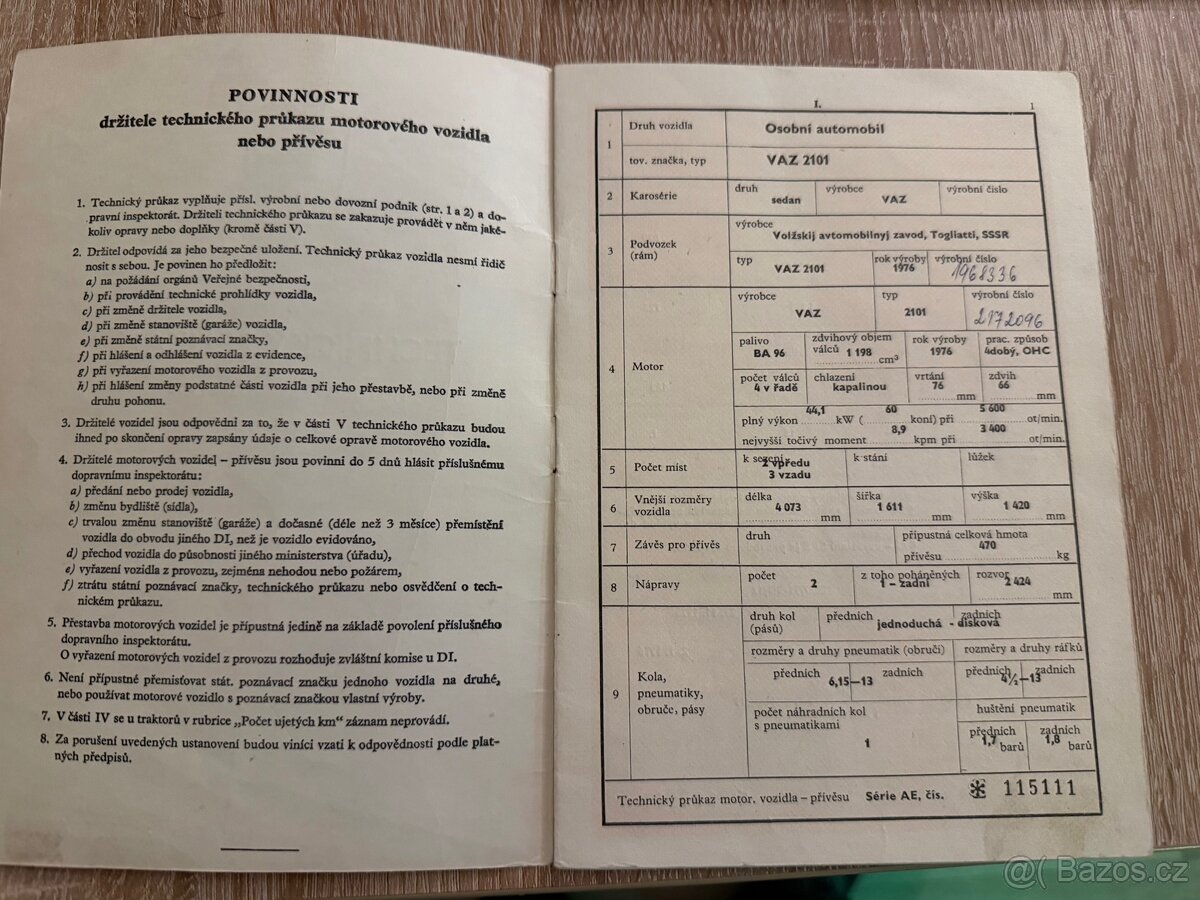 POVINNOSTI
držitele technického průkazu motorového vozidla
nebo přívěsu
1. Technický průkaz vyplňuje přísl. výrobní nebo dovozní podnik (str. 1 a 2) a do-
pravní inspektorát. Držiteli technického průkazu se zakazuje provádět v něm jaké-
koliv opravy nebo doplňky (kromě části V).
2. Držitel odpovídá za jeho bezpečné uložení. Technický průkaz vozidla nesmí řidič
nosit s sebou. Je povinen ho předložit:
a) na požádání orgánů Veřejné bezpečnosti,
b) při provádění technické prohlídky vozidla,
c) při změně držitele vozidla,
d) při změně stanoviště (garáže) vozidla,
e) při změně státní poznávací značky,
f) při hlášení a odhlášení vozidla z evidence,
g) při vyřazení motorového vozidla z provozu,
h) při hlášení změny podstatné části vozidla při jeho přestavbě, nebo při změně
druhu pohonu.
3. Držitelé vozidel jsou odpovědni za to, že v části V technického průkazu budou
ihned po skončení opravy zapsány údaje o celkové opravě motorového vozidla.
4. Držitelé motorových vozidel – přívěsu jsou povinni do 5 dnů hlásit příslušnému
dopravnímu inspektorátu:
a) předání nebo prodej vozidla,
b) změnu bydliště (sídla),
c) trvalou změnu stanoviště (garáže) a dočasné (déle než 3 měsíce) přemístění
vozidla do obvodu jiného DI, než je vozidlo evidováno,
d) přechod vozidla do působnosti jiného ministerstva (úřadu),
e) vyřazení vozidla z provozu, zejména nehodou nebo požárem,
f) ztrátu státní poznávací značky, technického průkazu nebo osvědčení o tech-
nickém průkazu.
5. Přestavba motorových vozidel je přípustná jedině na základě povolení příslušného
dopravního inspektorátu.
O vyřazení motorových vozidel z provozu rozhoduje zvláštní komise u DI.
6. Není přípustné přemisťovat stát. poznávací značku jednoho vozidla na druhé,
nebo používat motorové vozidlo s poznávací značkou vlastní výroby.
7. V části IV se u traktorů v rubrice „Počet ujetých km“ záznam neprovádí.
8. Za porušení uvedených ustanovení budou viníci vzati k odpovědnosti podle plat-
ných předpisů.
I. 1
1 Druh vozidla Osobní automobil
tov. značka, typ VAZ 2101
2 Karosérie druh výrobce výrobní číslo
sedan VAZ
3 Podvozek (rám) výrobce
Volžskij avtomobilnyj zavod, Togliatti, SSSR
typ rok výroby výrobní číslo
VAZ 2101 1976 1968336
4 Motor výrobce typ výrobní číslo
VAZ 2101 2172096
palivo zdvihový objem rok výroby prac. způsob
BA 96 válců 1 198 cm³ 1976 4dobý, OHC
počet válců chlazení vrtání zdvih
4 v řadě kapalinou 76 mm 66 mm
plný výkon 44,1 kW ( 60 koní) při 5 600 ot/min.
nejvyšší točivý moment 8,9 kpm při 3 400 ot/min.
5 Počet míst k sezení k stání lůžek
2 vpředu
3 vzadu
6 Vnější rozměry vozidla délka šířka výška
4 073 mm 1 611 mm 1 420 mm
7 Závěs pro přívěs druh přípustná celková hmota
přívěsu 470 kg
8 Nápravy počet z toho poháněných rozvor
2 1 – zadní 2 424 mm
9 Kola, pneumatiky, obruče, pásy druh kol (pásů) předních zadních
jednoduchá - disková
rozměry a druhy pneumatik (obručí) rozměry a druhy ráfků
předních zadních předních zadních
6,15—13 4½—13
počet náhradních kol s pneumatikami huštění pneumatik
1 předních 1,7 barů zadních 1,8 barů
Technický průkaz motor. vozidla – přívěsu Série AE, čís. ✻ 115111
@( Bazos.cz